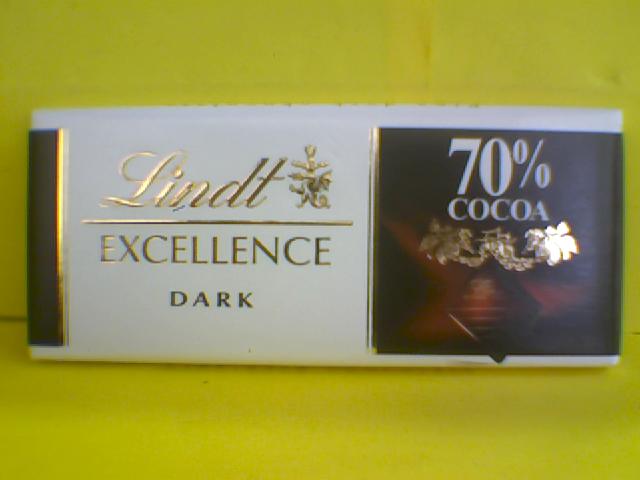 Lindt
EXCELLENCE
DARK
70%
COCOA